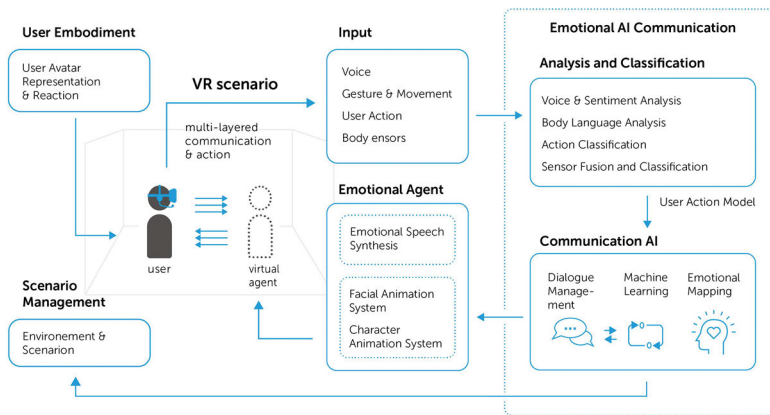 User Embodiment
User Avatar
Representation
& Reaction
VR scenario
multi-layered
communication
& action
user
virtual
agent
Scenario
Management
Environement &
Scenarion
Input
Voice
Gesture & Movement
User Action
Body ensors
Emotional Agent
Emotional Speech
Synthesis
Facial Animation
System
Character
Animation System
Emotional AI Communication
Analysis and Classification
Voice & Sentiment Analysis
Body Language Analysis
Action Classification
Sensor Fusion and Classification
User Action Model
Communication AI
Dialogue
Manage-
ment
Machine
Learning
Emotional
Mapping